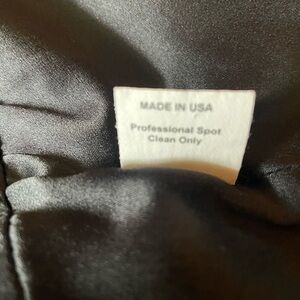 MADE IN USA
Professional Spot
Clean Only